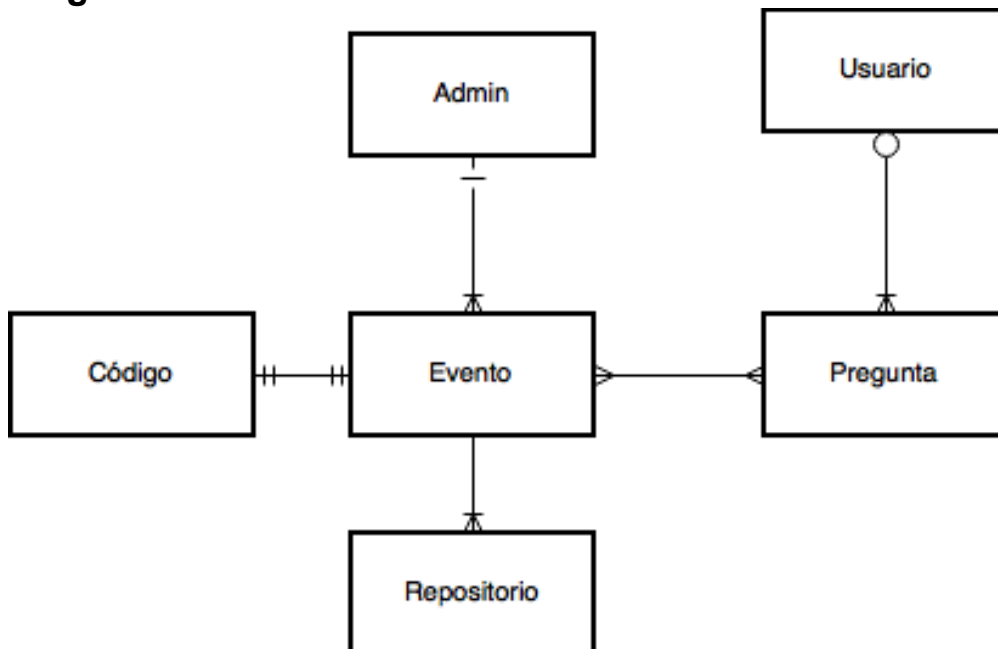 Usuario
Admin
Código
Evento
Pregunta
Repositorio